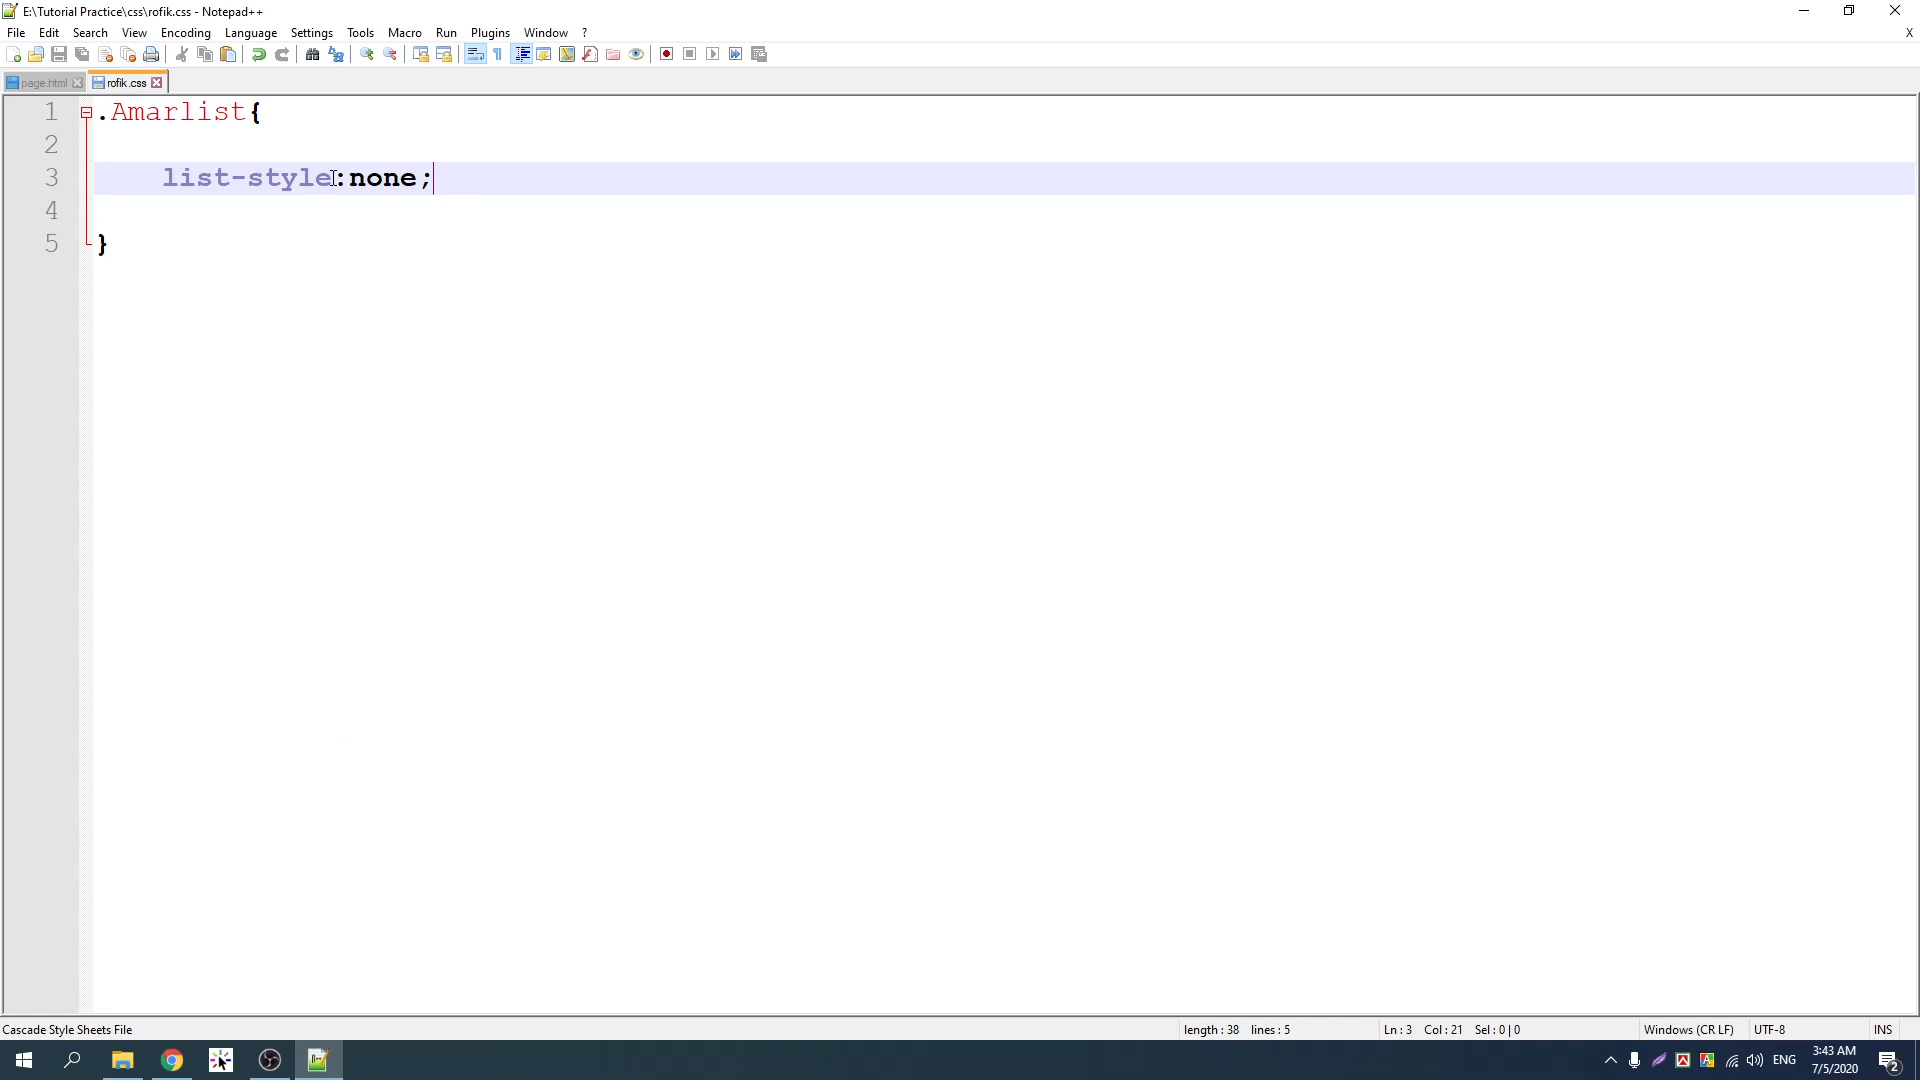 E:\Tutorial Practice\css\rofik.css - Notepad++
File Edit Search View Encoding Language Settings Tools Macro Run Plugins Window ? X
page.html rofik.css
1 .Amarlist{
2
3 list-style:none;
4
5 }
Cascade Style Sheets File length : 38 lines : 5 Ln : 3 Col : 21 Sel : 0 | 0 Windows (CR LF) UTF-8 INS
ENG 3:43 AM
7/5/2020 2